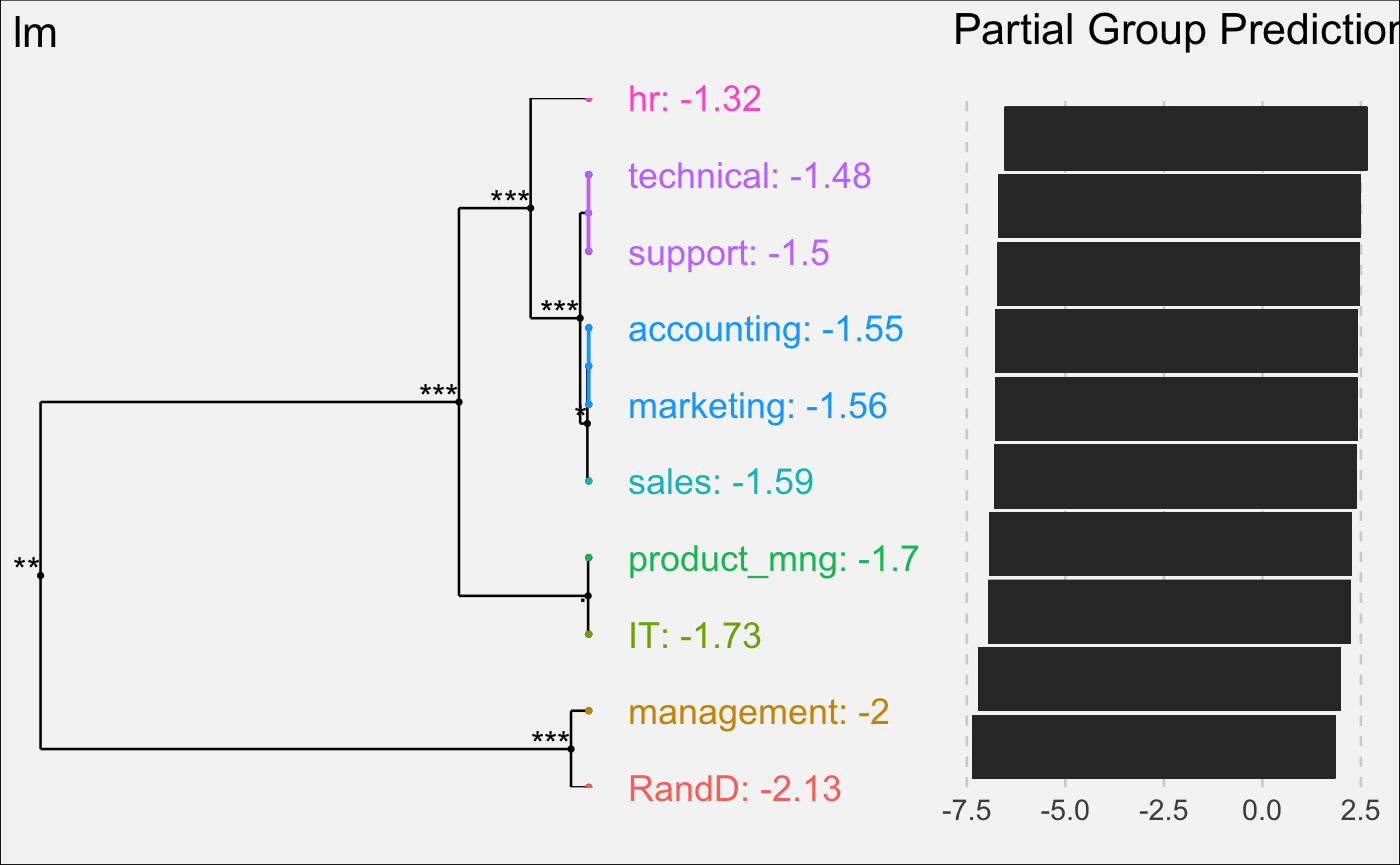 lm
Partial Group Prediction
hr: -1.32
technical: -1.48
support: -1.5
accounting: -1.55
marketing: -1.56
sales: -1.59
product_mng: -1.7
IT: -1.73
management: -2
RandD: -2.13
***
***
***
*
**
.
***
-7.5 -5.0 -2.5 0.0 2.5